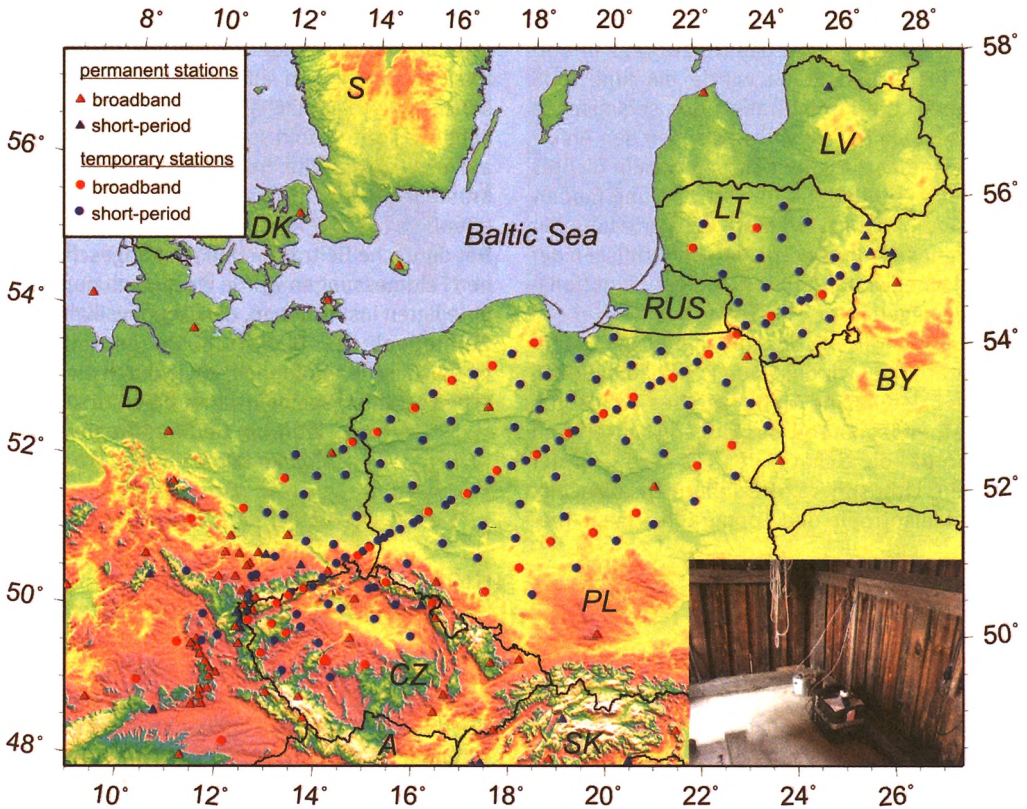 8° 10° 12° 14° 16° 18° 20° 22° 24° 26° 28°
58°
permanent stations
broadband
short-period
temporary stations
broadband
short-period
S
LV
56°
56°
DK
LT
Baltic Sea
54°
RUS
54°
D
BY
52°
52°
50°
PL
50°
CZ
48°
A
SK
10° 12° 14° 16° 18° 20° 22° 24° 26°